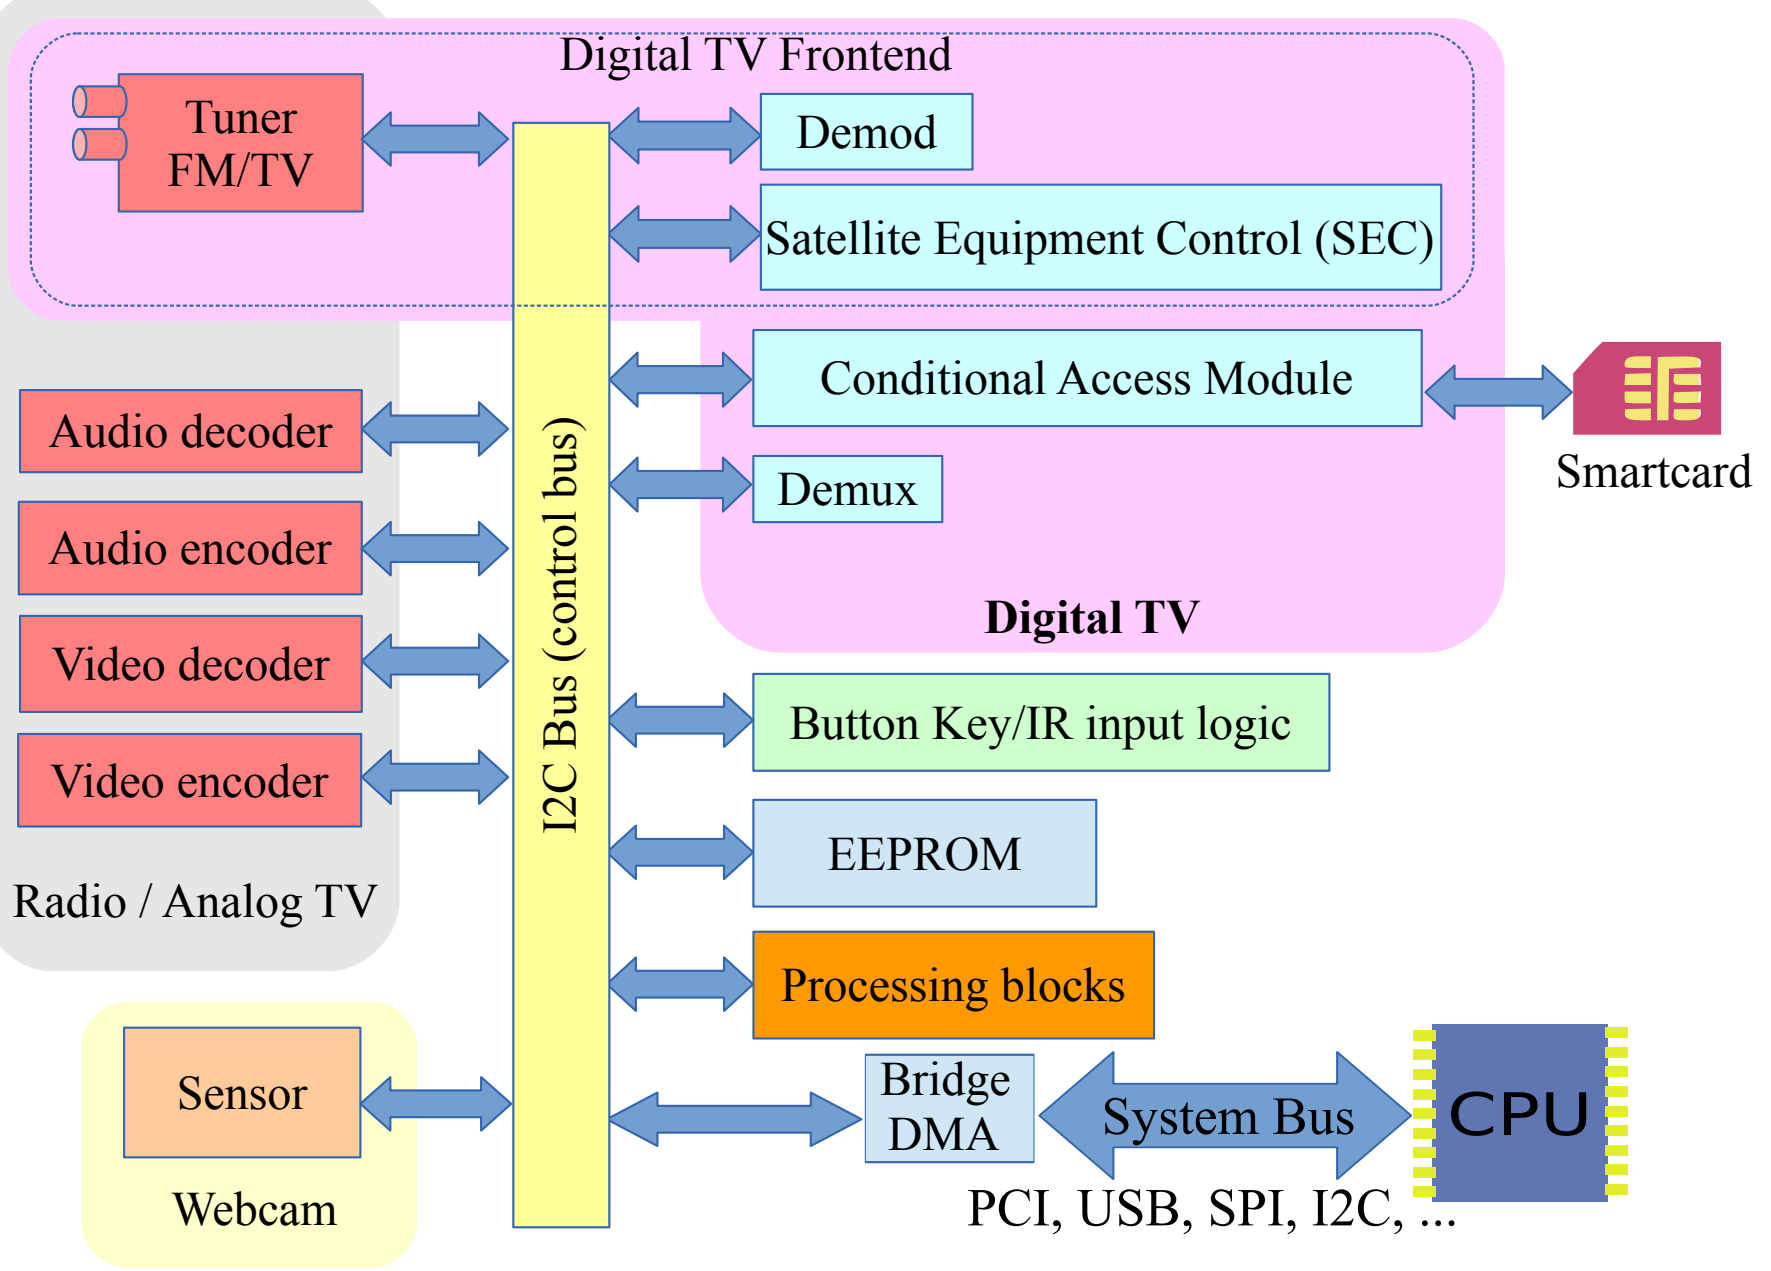 Digital TV Frontend
Tuner
FM/TV
Demod
Satellite Equipment Control (SEC)
Conditional Access Module
Smartcard
Audio decoder
Demux
Audio encoder
Digital TV
Video decoder
I2C Bus (control bus)
Button Key/IR input logic
Video encoder
EEPROM
Radio / Analog TV
Processing blocks
Sensor
Webcam
Bridge
DMA
System Bus
CPU
PCI, USB, SPI, I2C, ...